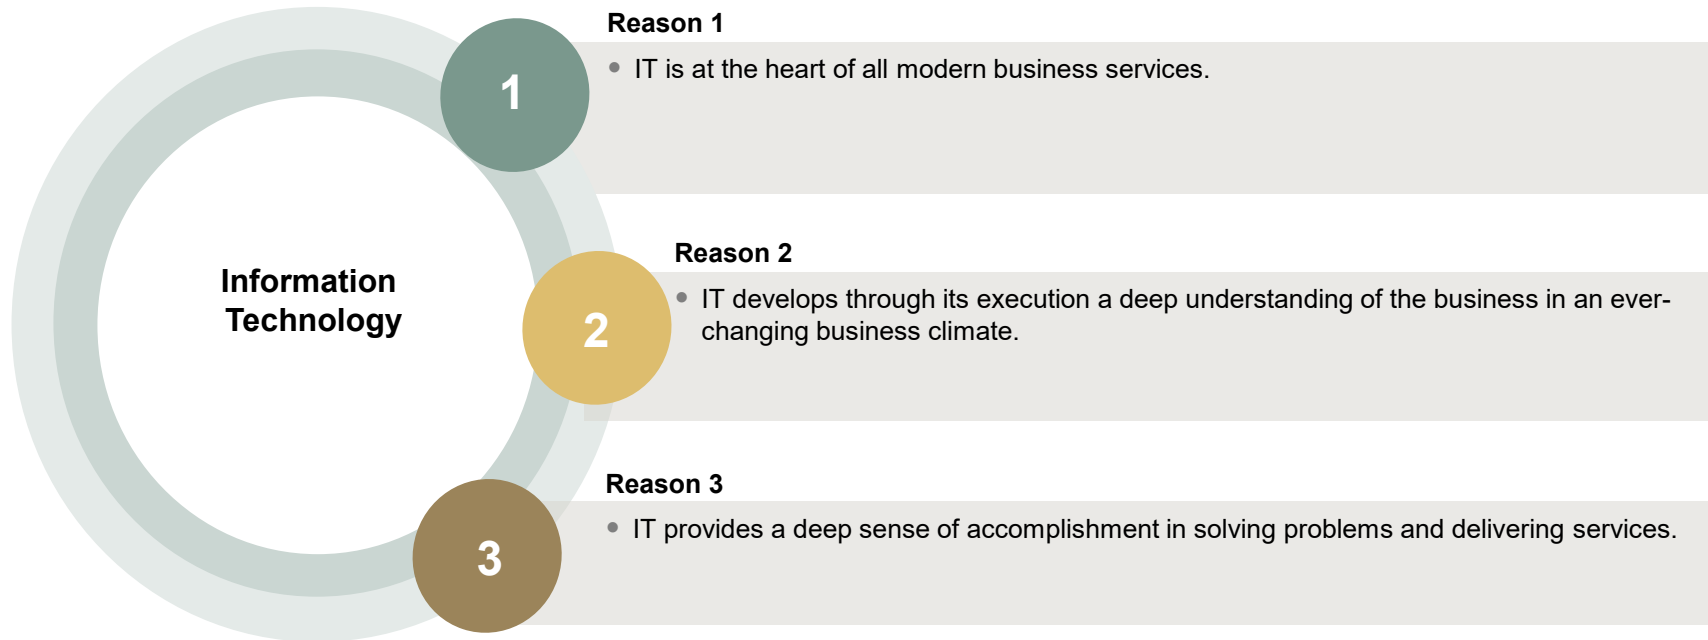 Information
Technology
1
Reason 1
• IT is at the heart of all modern business services.
2
Reason 2
• IT develops through its execution a deep understanding of the business in an ever-
changing business climate.
3
Reason 3
• IT provides a deep sense of accomplishment in solving problems and delivering services.